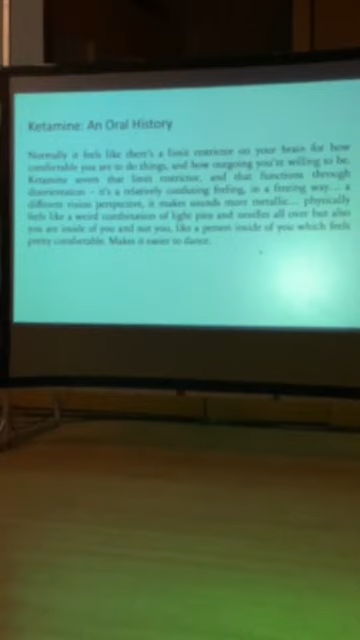 Ketamine: An Oral History
Normally it feels like there's a limit restrictor on your brain for how
comfortable you are to do things, and how outgoing you're willing to be.
Ketamine that limit restrictor, and that functions through
disorientation – it's a relatively confusing feeling, in a freeing way... a
different vision perspective, it makes sounds more metallic... physically
feels like a weird combination of light pins and needles all over but also
you are inside of you and not you, like a person inside of you which feels
pretty comfortable. Makes it easier to dance.